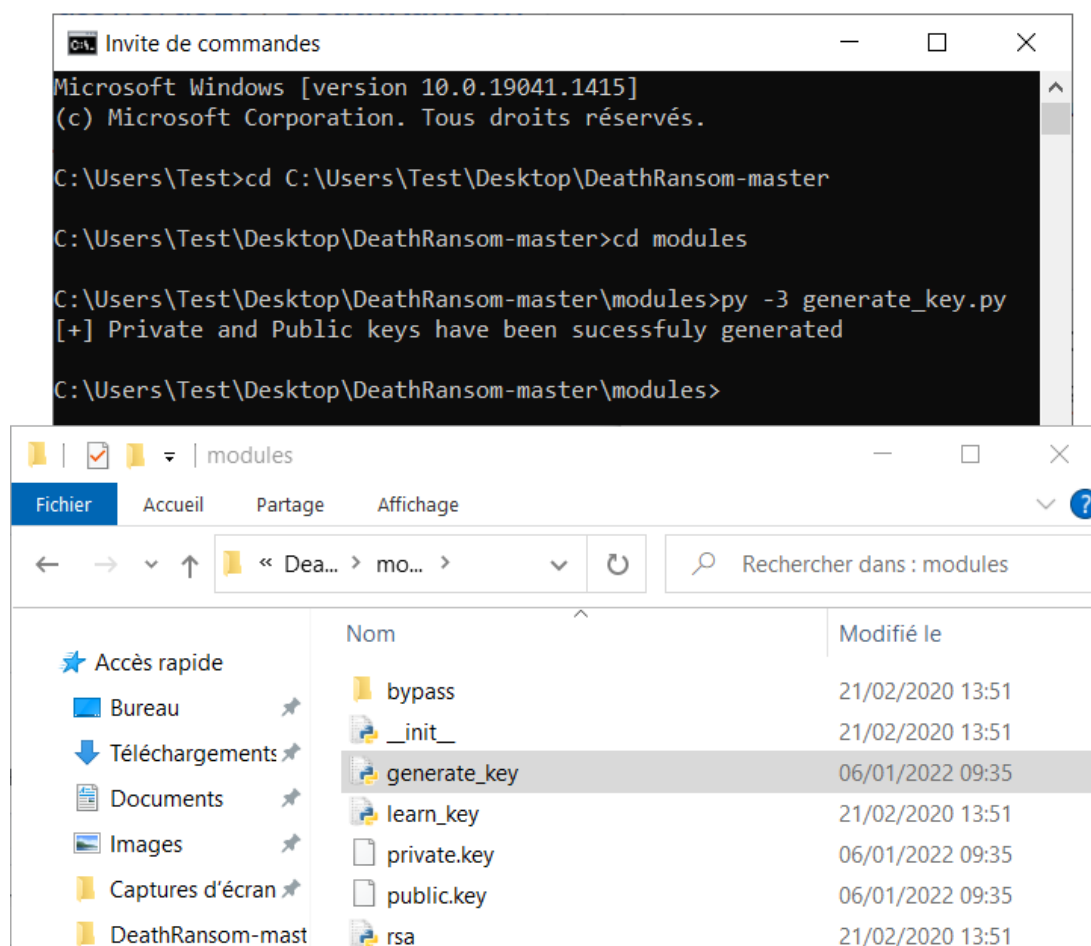 Invite de commandes
Microsoft Windows [version 10.0.19041.1415]
(c) Microsoft Corporation. Tous droits réservés.
C:\Users\Test>cd C:\Users\Test\Desktop\DeathRansom-master
C:\Users\Test\Desktop\DeathRansom-master>cd modules
C:\Users\Test\Desktop\DeathRansom-master\modules>py -3 generate_key.py
[+] Private and Public keys have been sucessfuly generated
C:\Users\Test\Desktop\DeathRansom-master\modules>
modules
Fichier Accueil Partage Affichage ?
« Dea... > mo... > Rechercher dans : modules
Nom Modifié le
Accès rapide
bypass 21/02/2020 13:51
Bureau
__init__ 21/02/2020 13:51
Téléchargements
generate_key 06/01/2022 09:35
Documents
learn_key 21/02/2020 13:51
Images
private.key 06/01/2022 09:35
Captures d'écran
public.key 06/01/2022 09:35
DeathRansom-mast
rsa 21/02/2020 13:51